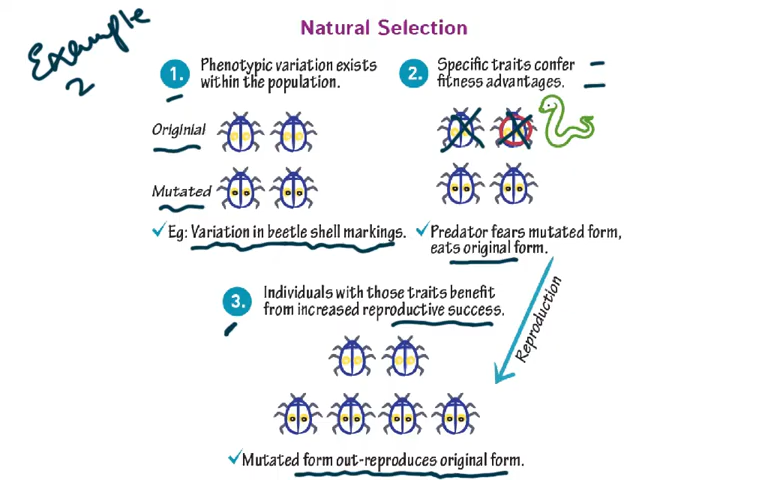 Natural Selection
Example
2
1.
Phenotypic variation exists
within the population.
Originial
Mutated
✓ Eg: Variation in beetle shell markings.
2.
Specific traits confer
fitness advantages.
✓ Predator fears mutated form,
eats original form.
Reproduction
3.
Individuals with those traits benefit
from increased reproductive success.
✓ Mutated form out-reproduces original form.